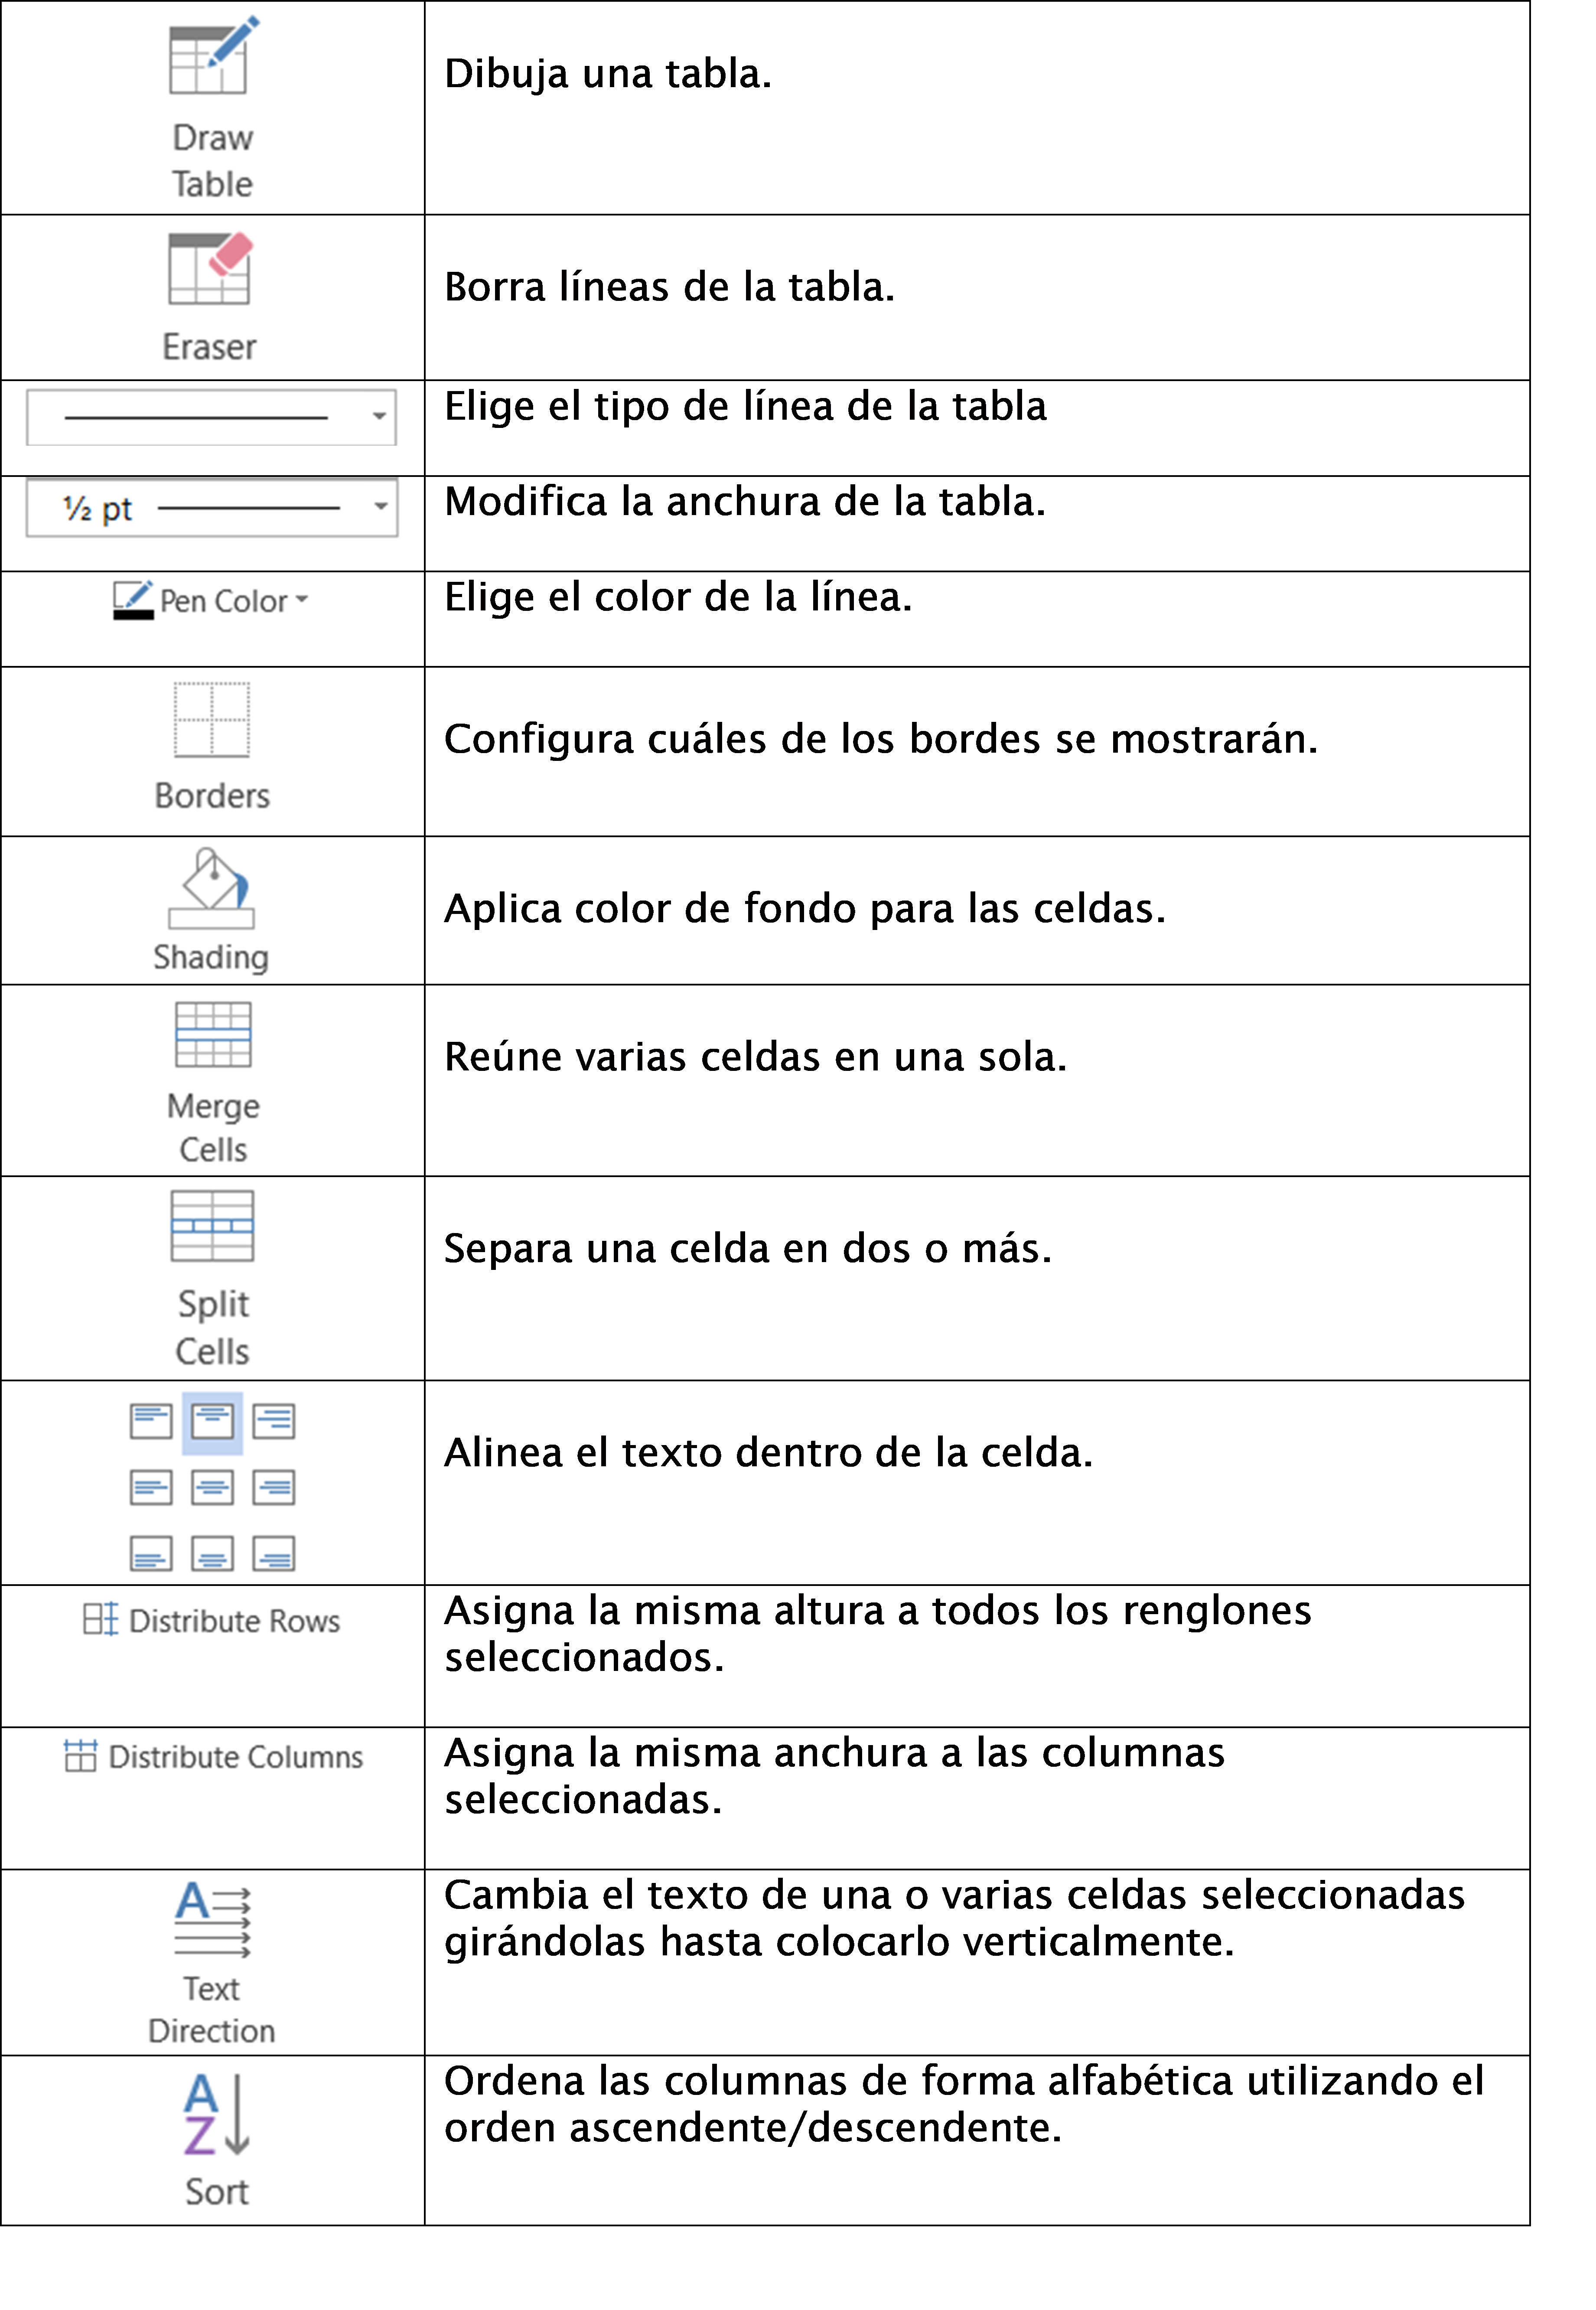 Draw
Table
Dibuja una tabla.
Eraser
Borra líneas de la tabla.
Elige el tipo de línea de la tabla
½ pt
Modifica la anchura de la tabla.
Pen Color
Elige el color de la línea.
Borders
Configura cuáles de los bordes se mostrarán.
Shading
Aplica color de fondo para las celdas.
Merge
Cells
Reúne varias celdas en una sola.
Split
Cells
Separa una celda en dos o más.
Alinea el texto dentro de la celda.
Distribute Rows
Asigna la misma altura a todos los renglones
seleccionados.
Distribute Columns
Asigna la misma anchura a las columnas
seleccionadas.
A
Text
Direction
Cambia el texto de una o varias celdas seleccionadas
girándolas hasta colocarlo verticalmente.
A
Z
Sort
Ordena las columnas de forma alfabética utilizando el
orden ascendente/descendente.